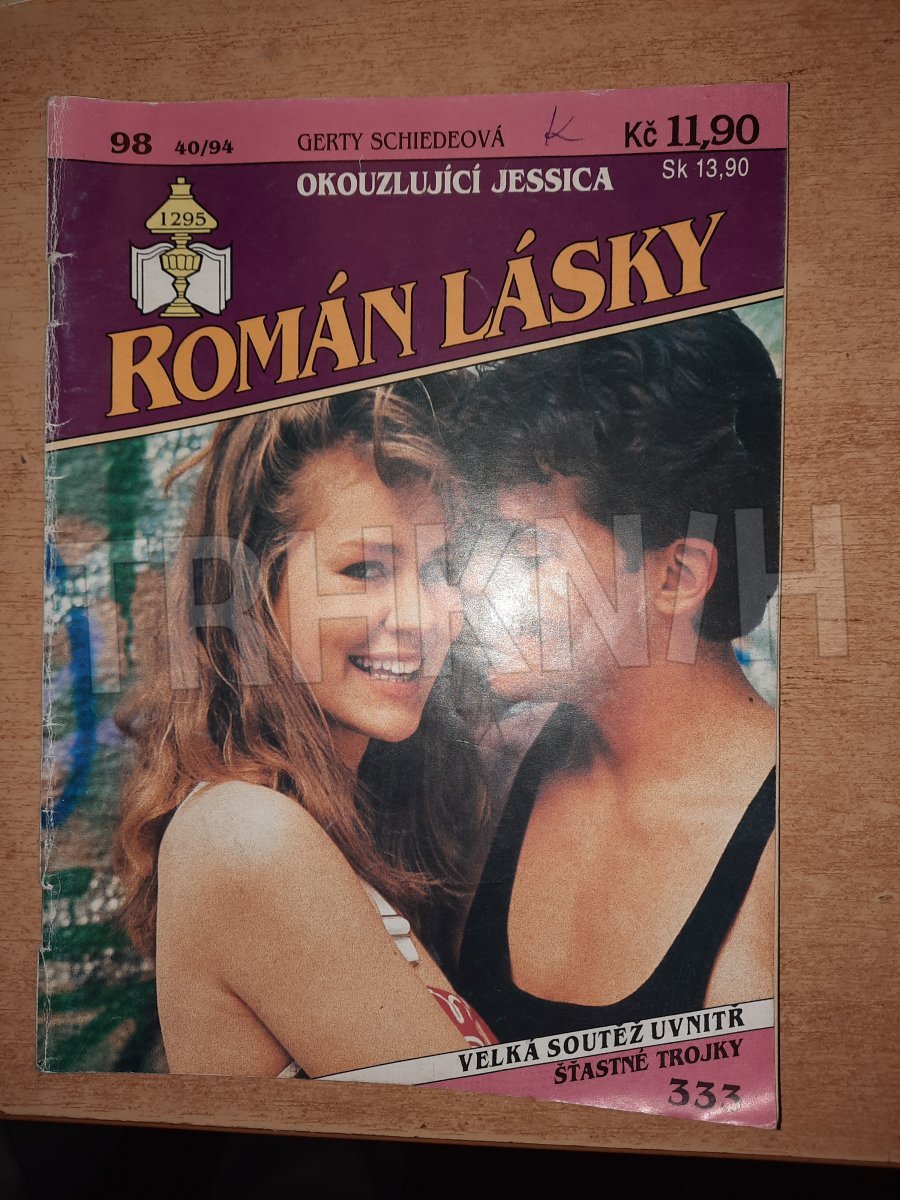 98 40/94 GERTY SCHIEDEOVÁ K Kč 11,90
OKOUZLUJÍCÍ JESSICA Sk 13,90
1295
ROMÁN LÁSKY
TRHKNIH
VELKÁ SOUTĚŽ UVNITŘ
ŠŤASTNÉ TROJKY
333